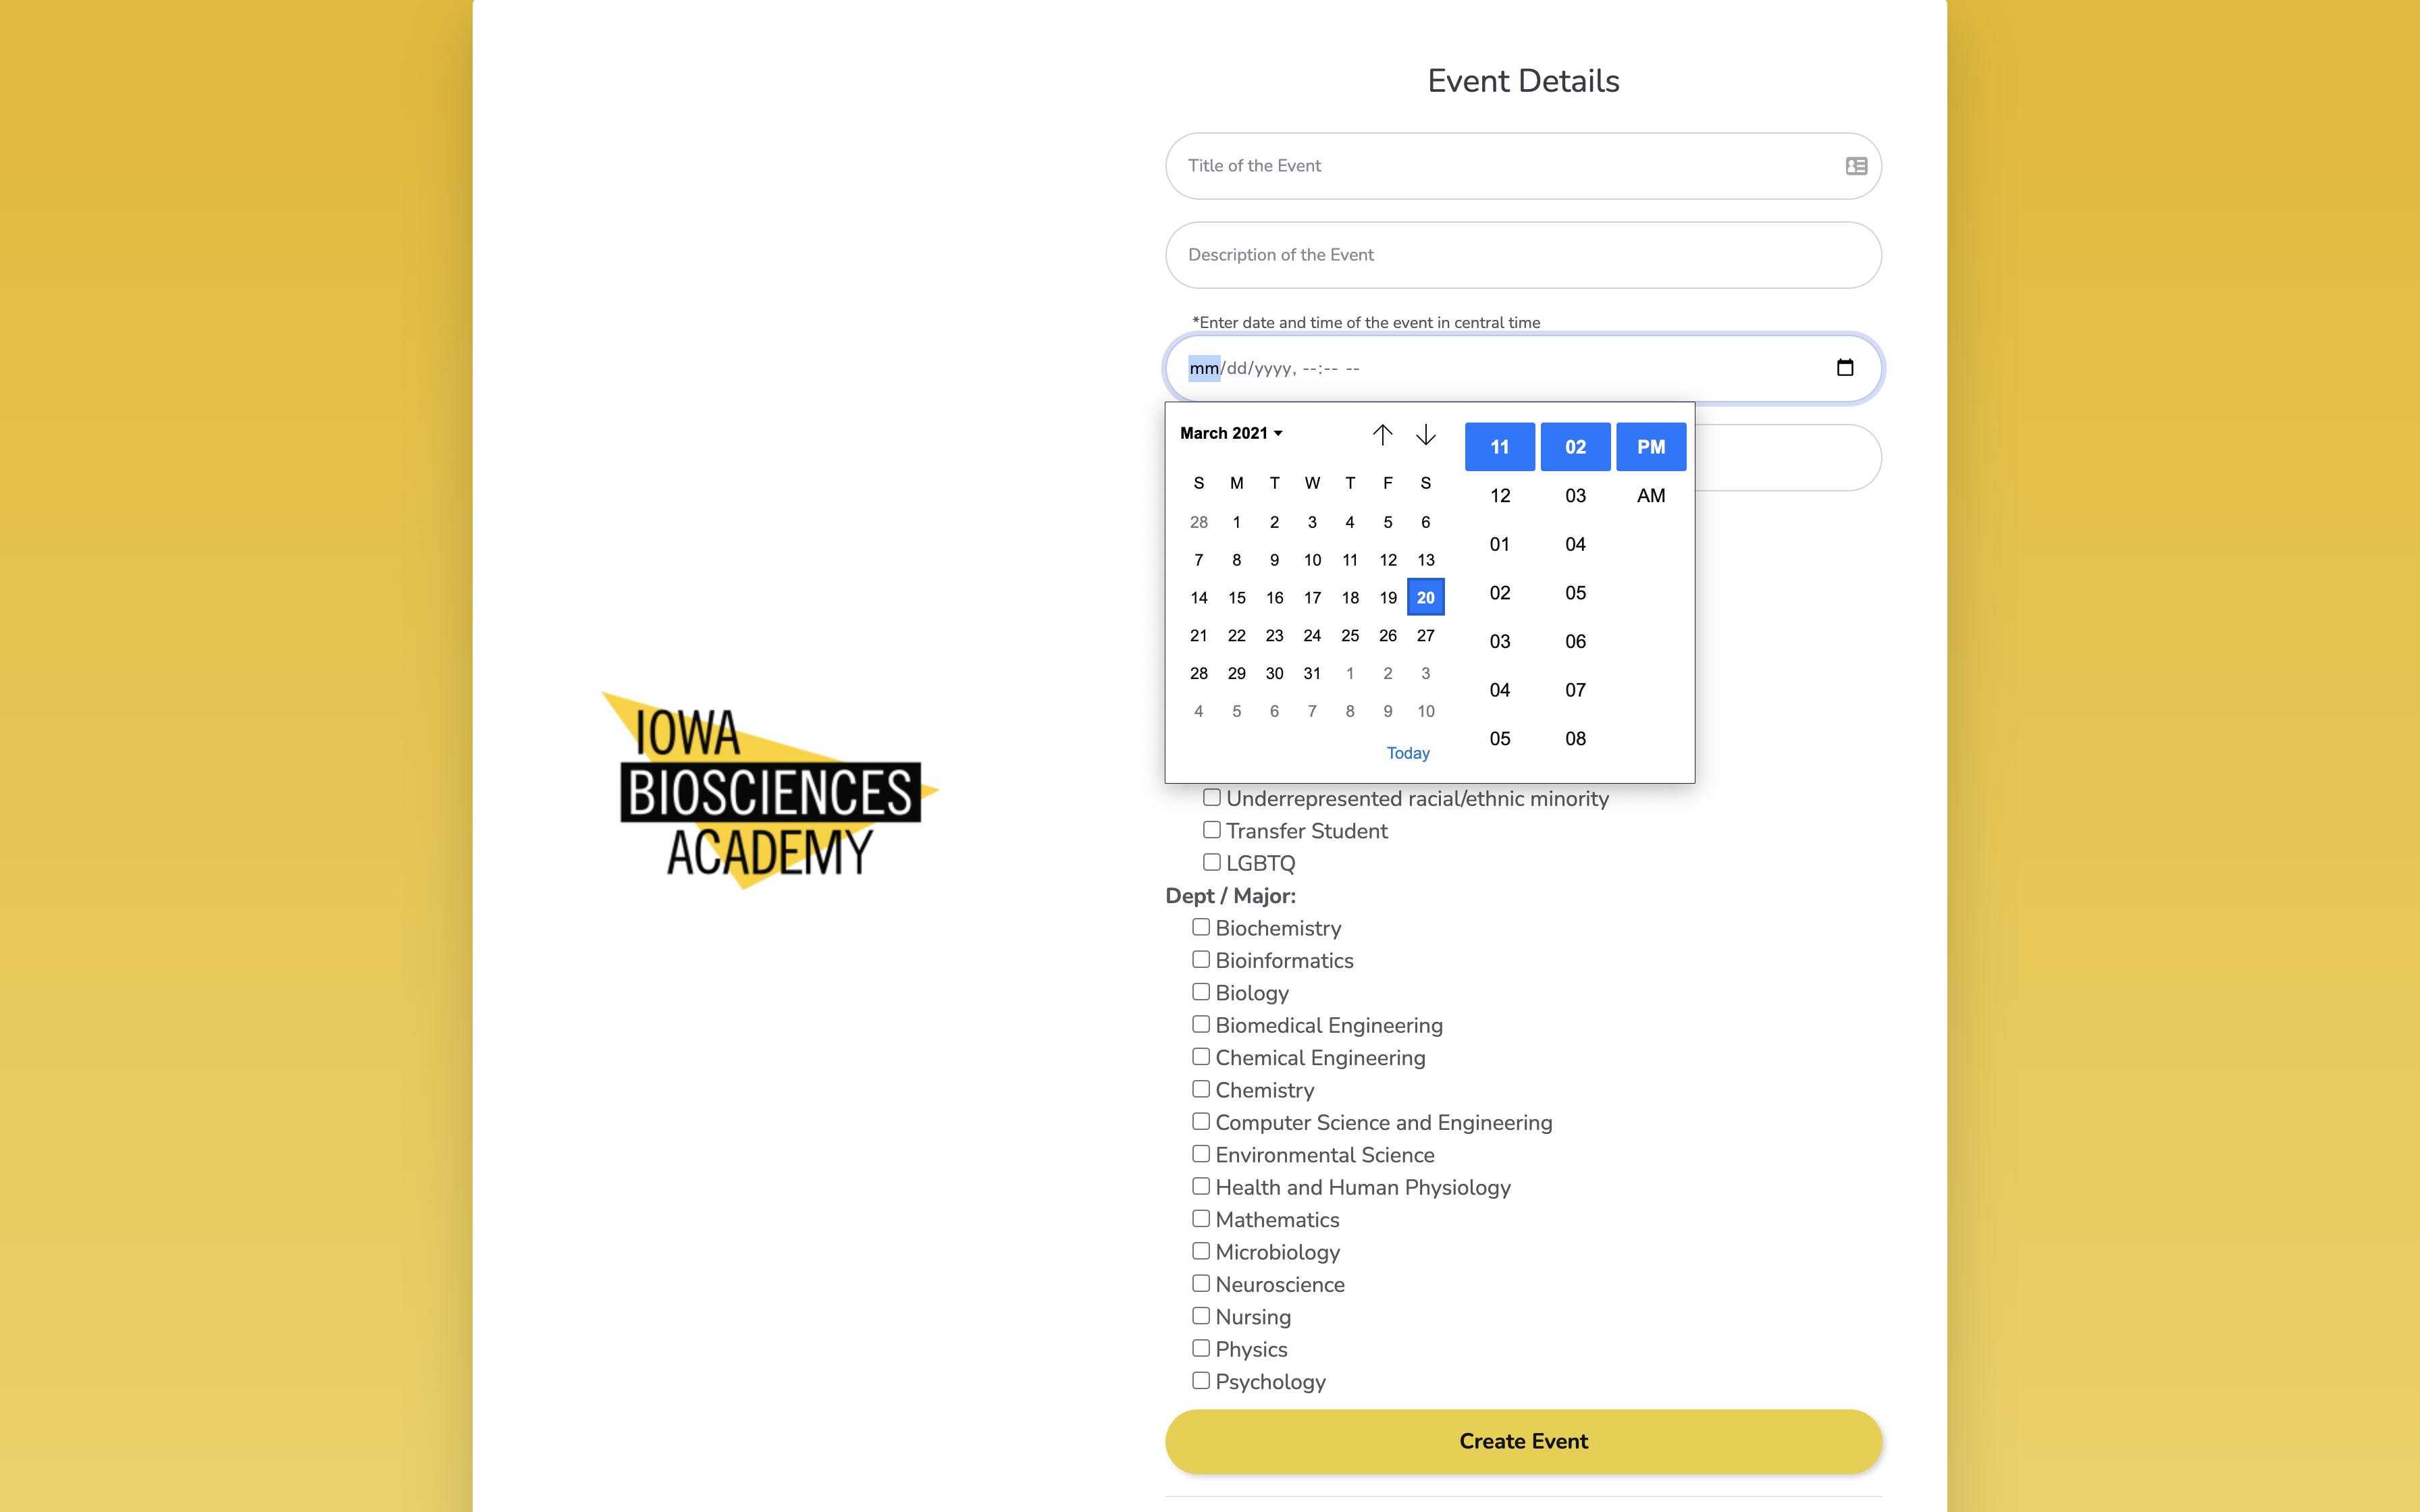 Event Details
Title of the Event
Description of the Event
*Enter date and time of the event in central time
mm/dd/yyyy, --:-- --
March 2021
S M T W T F S
28 1 2 3 4 5 6
7 8 9 10 11 12 13
14 15 16 17 18 19 20
21 22 23 24 25 26 27
28 29 30 31 1 2 3
4 5 6 7 8 9 10
Today
11 02 PM
12 03 AM
01 04
02 05
03 06
04 07
05 08
IOWA
BIOSCIENCES
ACADEMY
Underrepresented racial/ethnic minority
Transfer Student
LGBTQ
Dept / Major:
Biochemistry
Bioinformatics
Biology
Biomedical Engineering
Chemical Engineering
Chemistry
Computer Science and Engineering
Environmental Science
Health and Human Physiology
Mathematics
Microbiology
Neuroscience
Nursing
Physics
Psychology
Create Event